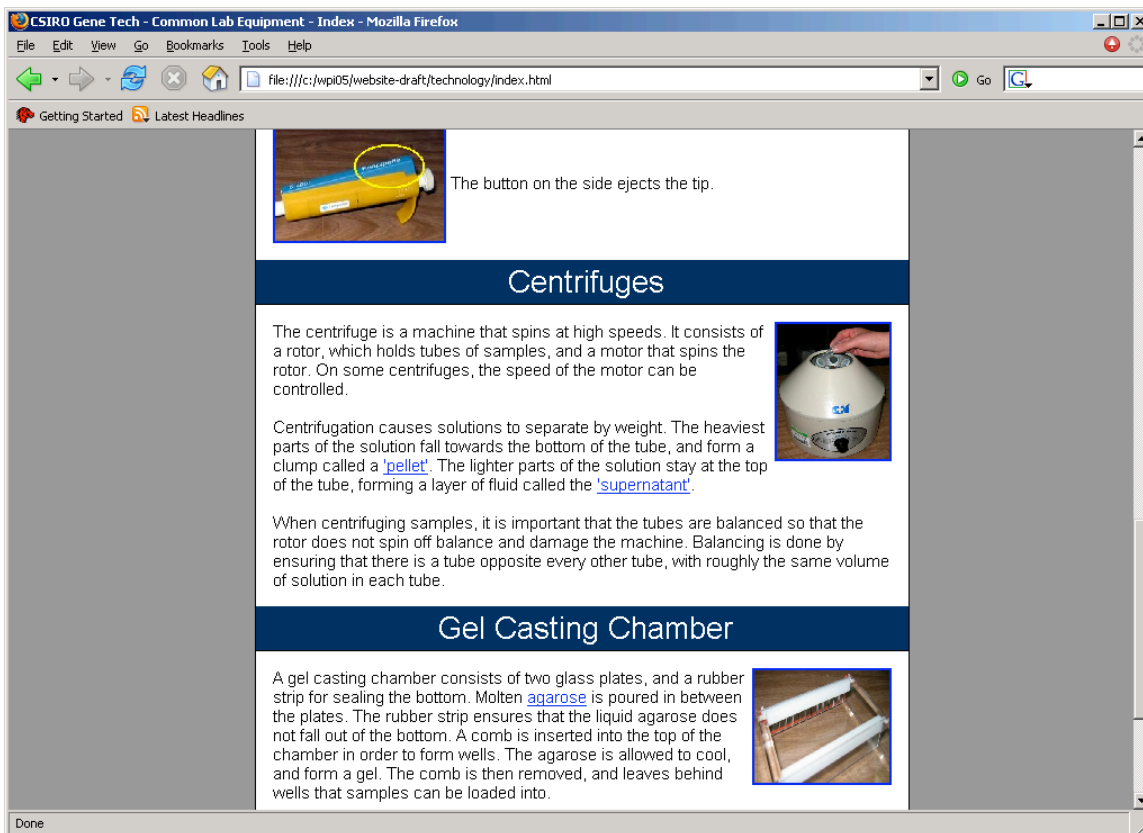 CSIRO Gene Tech - Common Lab Equipment - Index - Mozilla Firefox
File Edit View Go Bookmarks Tools Help
file:///c:/wpi05/website-draft/technology/index.html Go G
Getting Started Latest Headlines
The button on the side ejects the tip.
Centrifuges
The centrifuge is a machine that spins at high speeds. It consists of
a rotor, which holds tubes of samples, and a motor that spins the
rotor. On some centrifuges, the speed of the motor can be
controlled.
Centrifugation causes solutions to separate by weight. The heaviest
parts of the solution fall towards the bottom of the tube, and form a
clump called a 'pellet'. The lighter parts of the solution stay at the top
of the tube, forming a layer of fluid called the 'supernatant'.
When centrifuging samples, it is important that the tubes are balanced so that the
rotor does not spin off balance and damage the machine. Balancing is done by
ensuring that there is a tube opposite every other tube, with roughly the same volume
of solution in each tube.
Gel Casting Chamber
A gel casting chamber consists of two glass plates, and a rubber
strip for sealing the bottom. Molten agarose is poured in between
the plates. The rubber strip ensures that the liquid agarose does
not fall out of the bottom. A comb is inserted into the top of the
chamber in order to form wells. The agarose is allowed to cool,
and form a gel. The comb is then removed, and leaves behind
wells that samples can be loaded into.
Done